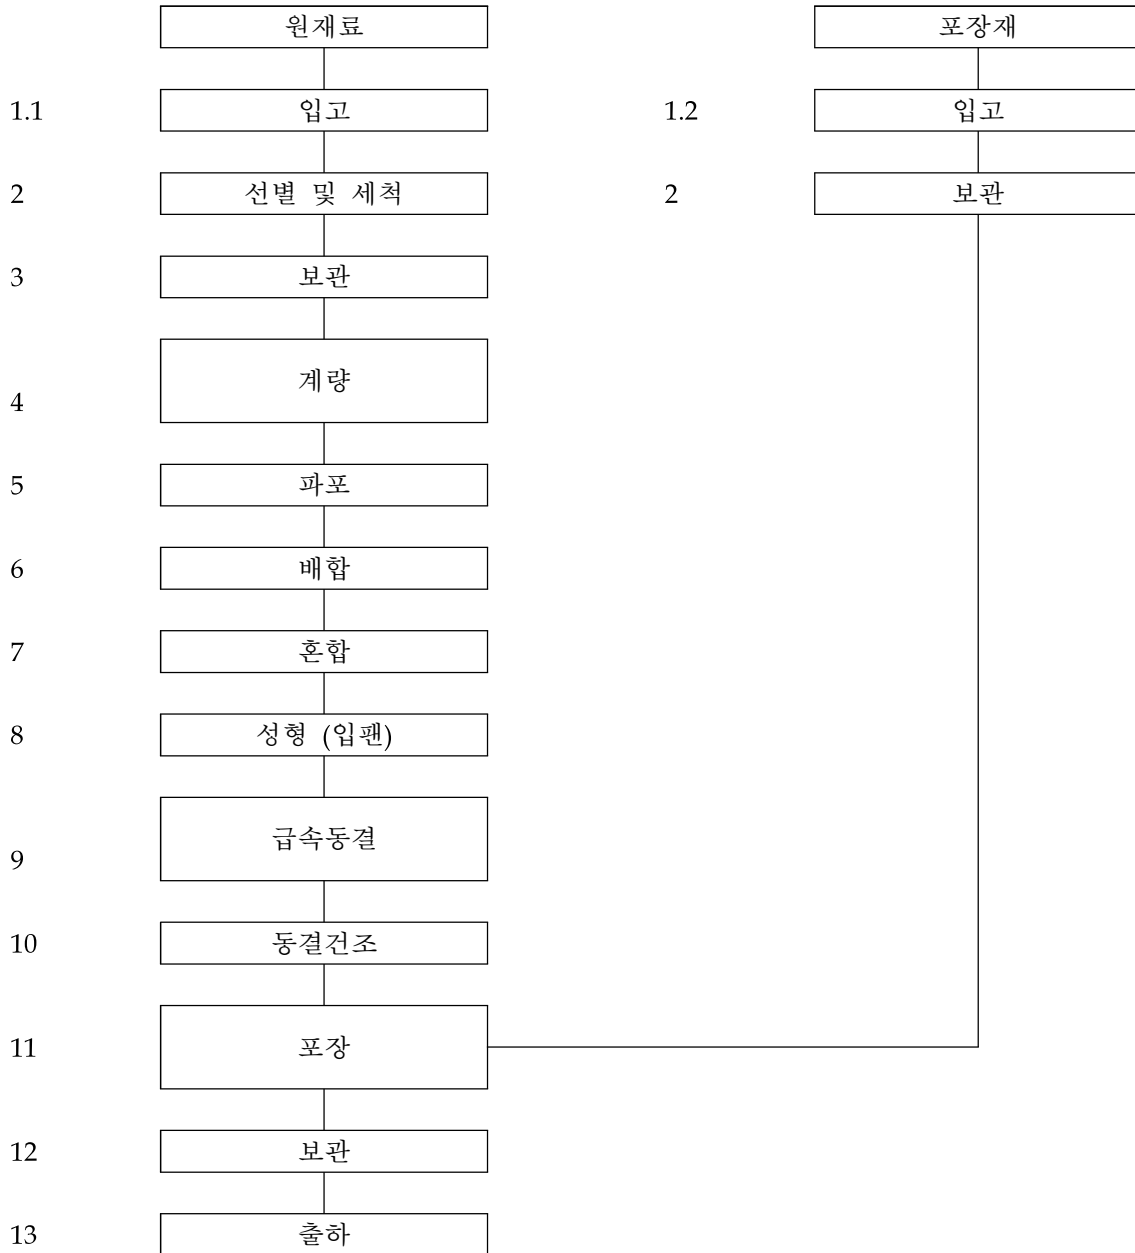 원재료 포장재
1.1 입고 1.2 입고
2 선별 및 세척 2 보관
3 보관
4 계량
5 파포
6 배합
7 혼합
8 성형 (입팬)
9 급속동결
10 동결건조
11 포장
12 보관
13 출하